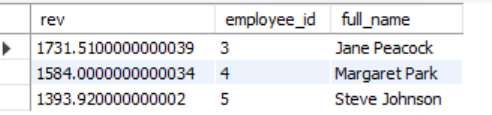 rev employee_id full_name
1731.5100000000039 3 Jane Peacock
1584.0000000000034 4 Margaret Park
1393.920000000002 5 Steve Johnson